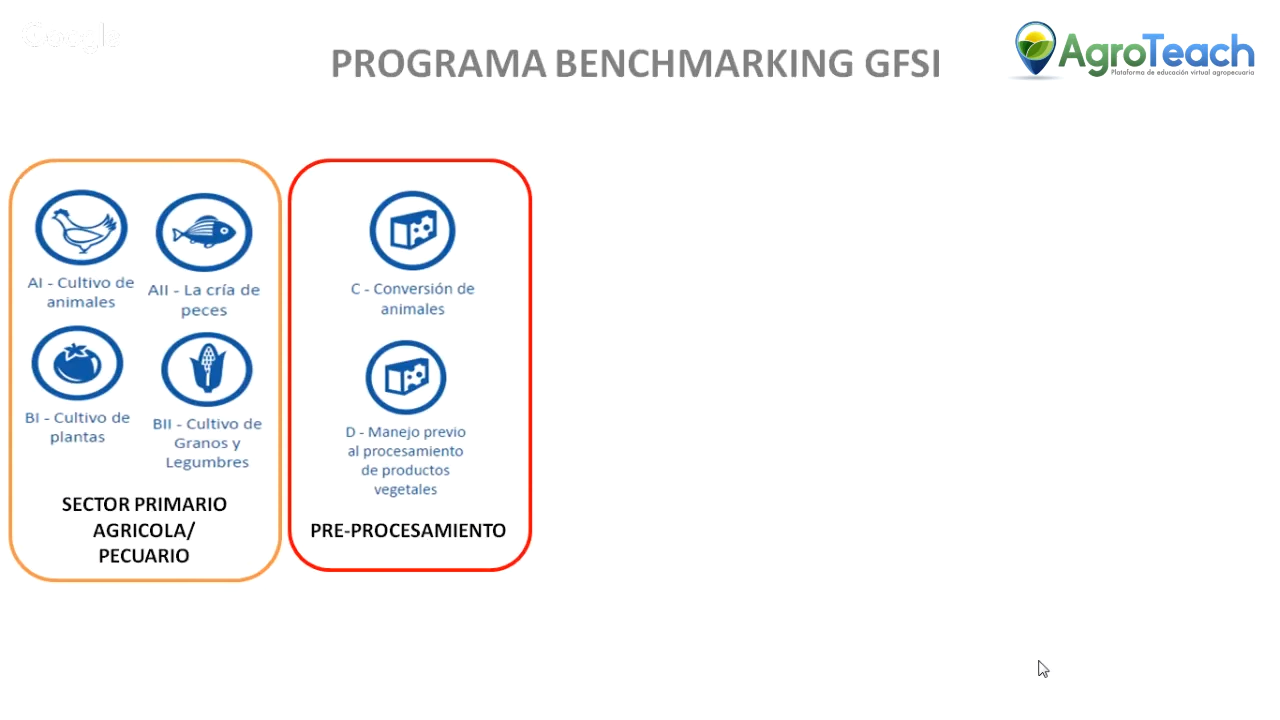 Google
PROGRAMA BENCHMARKING GFSI
AgroTeach
Plataforma de educación virtual agropecuaria
AI - Cultivo de
animales
AII - La cría de
peces
BI - Cultivo de
plantas
BII - Cultivo de
Granos y
Legumbres
SECTOR PRIMARIO
AGRICOLA/
PECUARIO
C - Conversión de
animales
D - Manejo previo
al procesamiento
de productos
vegetales
PRE-PROCESAMIENTO